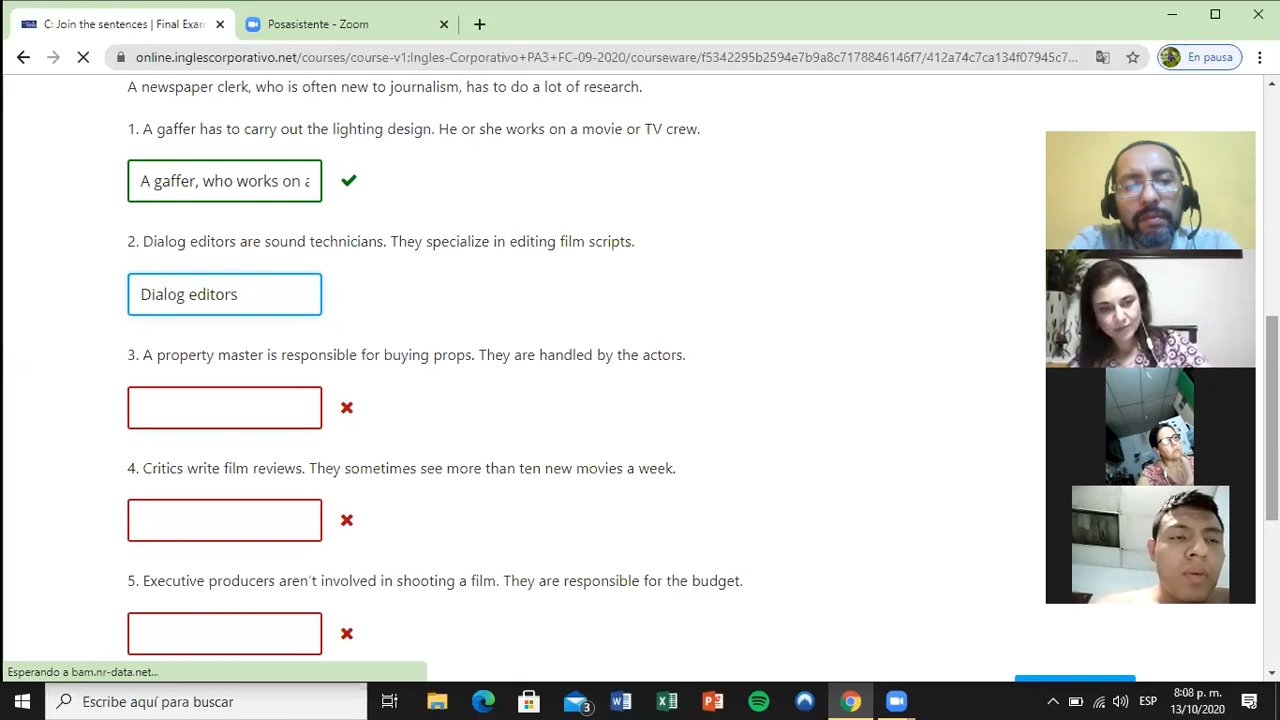 C: Join the sentences | Final Exar
Posasistente - Zoom
online.inglescorporativo.net/courses/course-v1:Ingles-Corporativo+PA3+FC-09-2020/courseware/f5342295b2594e7b9a8c7178846146f7/412a74c7ca134f07945c7...
En pausa
A newspaper clerk, who is often new to journalism, has to do a lot of research.
1. A gaffer has to carry out the lighting design. He or she works on a movie or TV crew.
A gaffer, who works on a
2. Dialog editors are sound technicians. They specialize in editing film scripts.
Dialog editors
3. A property master is responsible for buying props. They are handled by the actors.
4. Critics write film reviews. They sometimes see more than ten new movies a week.
5. Executive producers aren´t involved in shooting a film. They are responsible for the budget.
Esperando a bam.nr-data.net...
Escribe aquí para buscar
3
ESP
8:08 p. m.
13/10/2020